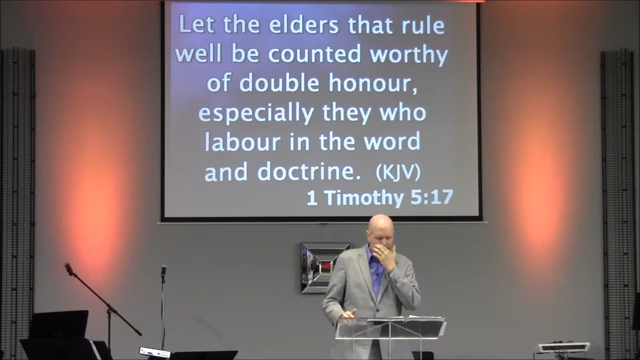 Let the elders that rule
well be counted worthy
of double honour,
especially they who
labour in the word
and doctrine. (KJV)
1 Timothy 5:17